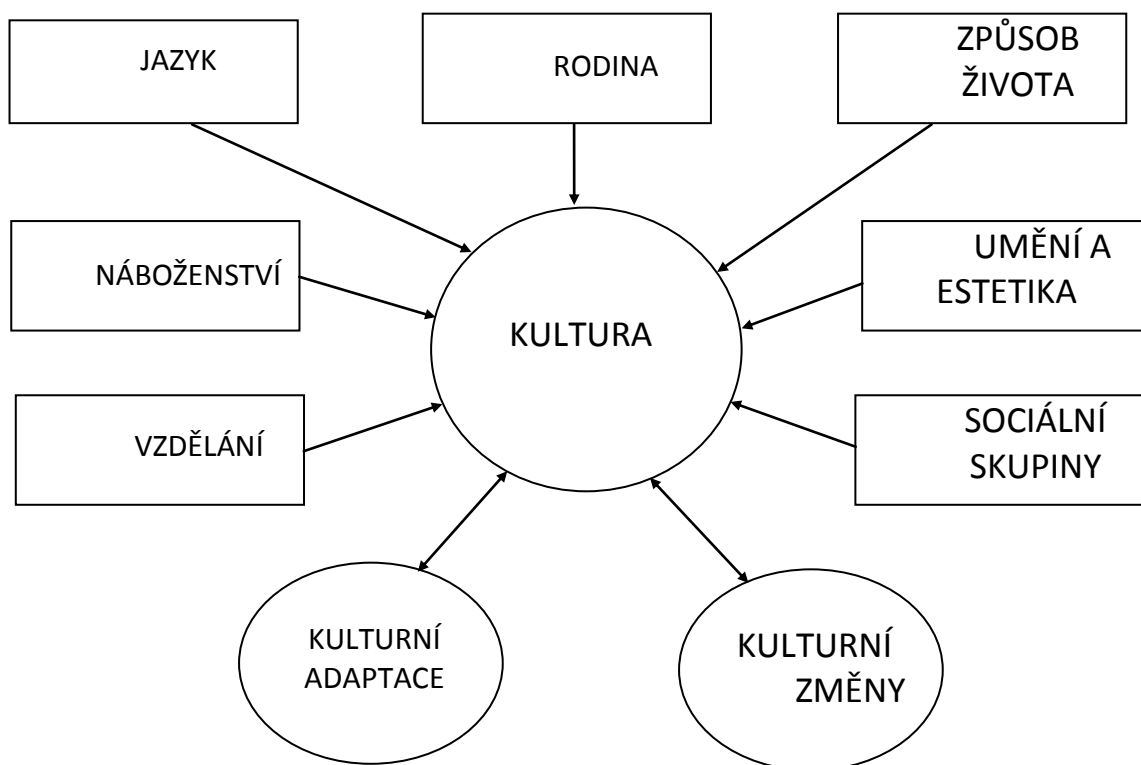 JAZYK
RODINA
ZPŮSOB
ŽIVOTA
NÁBOŽENSTVÍ
KULTURA
UMĚNÍ A
ESTETIKA
VZDĚLÁNÍ
SOCIÁLNÍ
SKUPINY
KULTURNÍ
ADAPTACE
KULTURNÍ
ZMĚNY